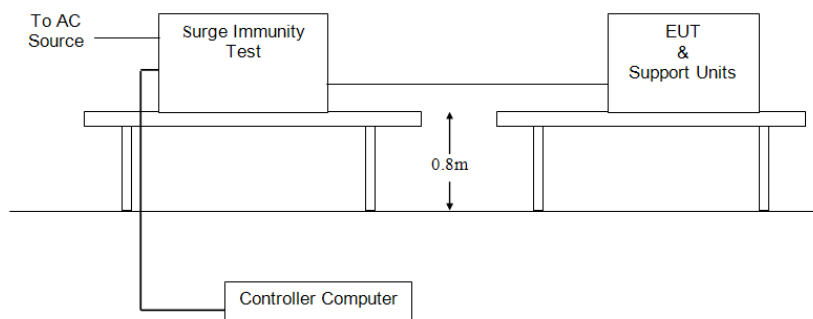 To AC
Source
Surge Immunity
Test
EUT
&
Support Units
0.8m
Controller Computer